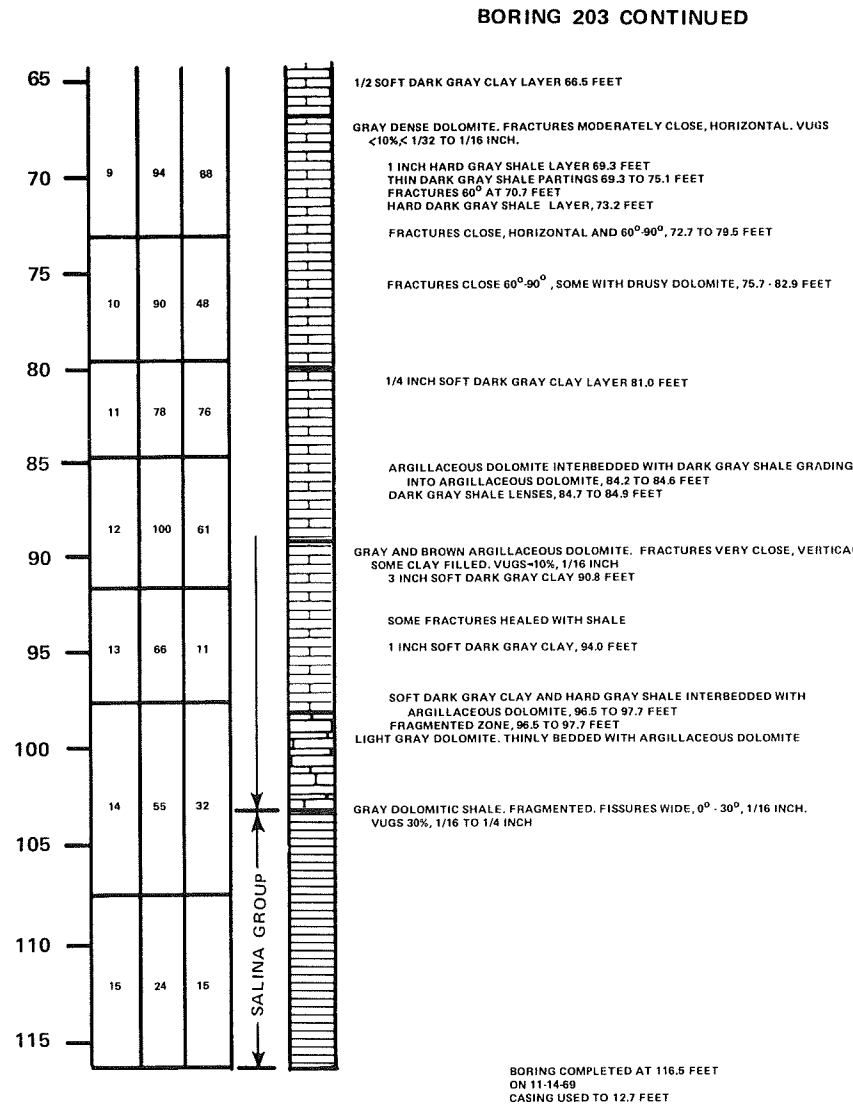 BORING 203 CONTINUED
65
1/2 SOFT DARK GRAY CLAY LAYER 66.5 FEET
GRAY DENSE DOLOMITE. FRACTURES MODERATELY CLOSE, HORIZONTAL. VUGS
<10%,< 1/32 TO 1/16 INCH.
1 INCH HARD GRAY SHALE LAYER 69.3 FEET
70
9 94 88
THIN DARK GRAY SHALE PARTINGS 69.3 TO 75.1 FEET
FRACTURES 60° AT 70.7 FEET
HARD DARK GRAY SHALE LAYER, 73.2 FEET
FRACTURES CLOSE, HORIZONTAL AND 60°-90°, 72.7 TO 79.5 FEET
75
FRACTURES CLOSE 60°-90°, SOME WITH DRUSY DOLOMITE, 75.7 - 82.9 FEET
10 90 48
80
1/4 INCH SOFT DARK GRAY CLAY LAYER 81.0 FEET
11 78 76
85
ARGILLACEOUS DOLOMITE INTERBEDDED WITH DARK GRAY SHALE GRADING
INTO ARGILLACEOUS DOLOMITE, 84.2 TO 84.6 FEET
DARK GRAY SHALE LENSES, 84.7 TO 84.9 FEET
12 100 61
90
GRAY AND BROWN ARGILLACEOUS DOLOMITE. FRACTURES VERY CLOSE, VERTICA
SOME CLAY FILLED. VUGS~10%, 1/16 INCH
3 INCH SOFT DARK GRAY CLAY 90.8 FEET
SOME FRACTURES HEALED WITH SHALE
95
13 66 11
1 INCH SOFT DARK GRAY CLAY, 94.0 FEET
SOFT DARK GRAY CLAY AND HARD GRAY SHALE INTERBEDDED WITH
ARGILLACEOUS DOLOMITE, 96.5 TO 97.7 FEET
FRAGMENTED ZONE, 96.5 TO 97.7 FEET
100
LIGHT GRAY DOLOMITE. THINLY BEDDED WITH ARGILLACEOUS DOLOMITE
14 55 32
GRAY DOLOMITIC SHALE. FRAGMENTED. FISSURES WIDE, 0° - 30°, 1/16 INCH.
VUGS 30%, 1/16 TO 1/4 INCH
105
SALINA GROUP
110
15 24 15
115
BORING COMPLETED AT 116.5 FEET
ON 11-14-69
CASING USED TO 12.7 FEET